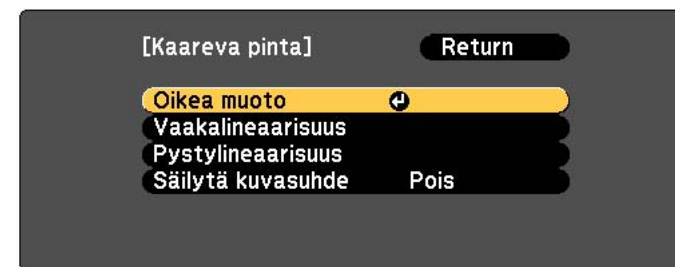 [Kaareva pinta] Return
Oikea muoto
Vaakalineaarisuus
Pystylineaarisuus
Säilytä kuvasuhde Pois